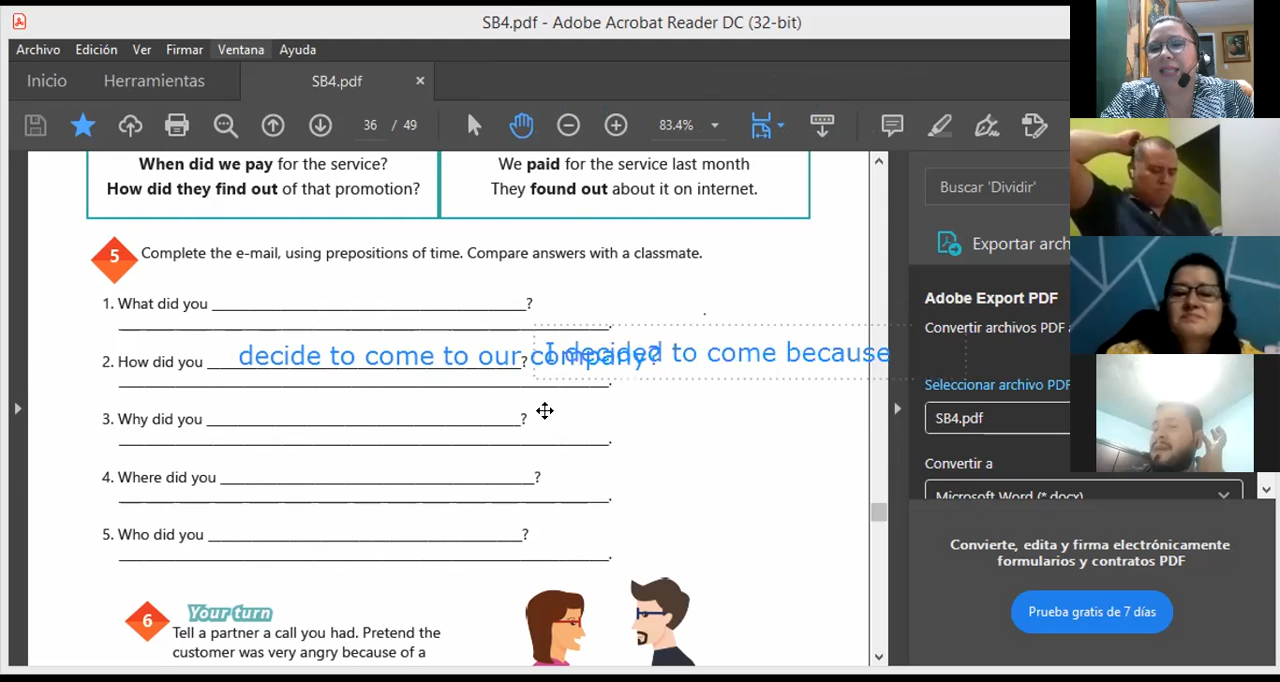 SB4.pdf - Adobe Acrobat Reader DC (32-bit)
Archivo Edición Ver Firmar Ventana Ayuda
Inicio Herramientas SB4.pdf ×
36 / 49 83.4%
When did we pay for the service? We paid for the service last month
How did they find out of that promotion? They found out about it on internet.
5 Complete the e-mail, using prepositions of time. Compare answers with a classmate.
1. What did you ?
2. How did you ?
decide to come to our company? I decided to come because
3. Why did you ?
4. Where did you ?
5. Who did you ?
6 Your turn
Tell a partner a call you had. Pretend the
customer was very angry because of a
Buscar 'Dividir'
Exportar arch
Adobe Export PDF
Convertir archivos PDF a
Seleccionar archivo PDF
SB4.pdf
Convertir a
Microsoft Word (*.docx)
Convierte, edita y firma electrónicamente
formularios y contratos PDF
Prueba gratis de 7 días